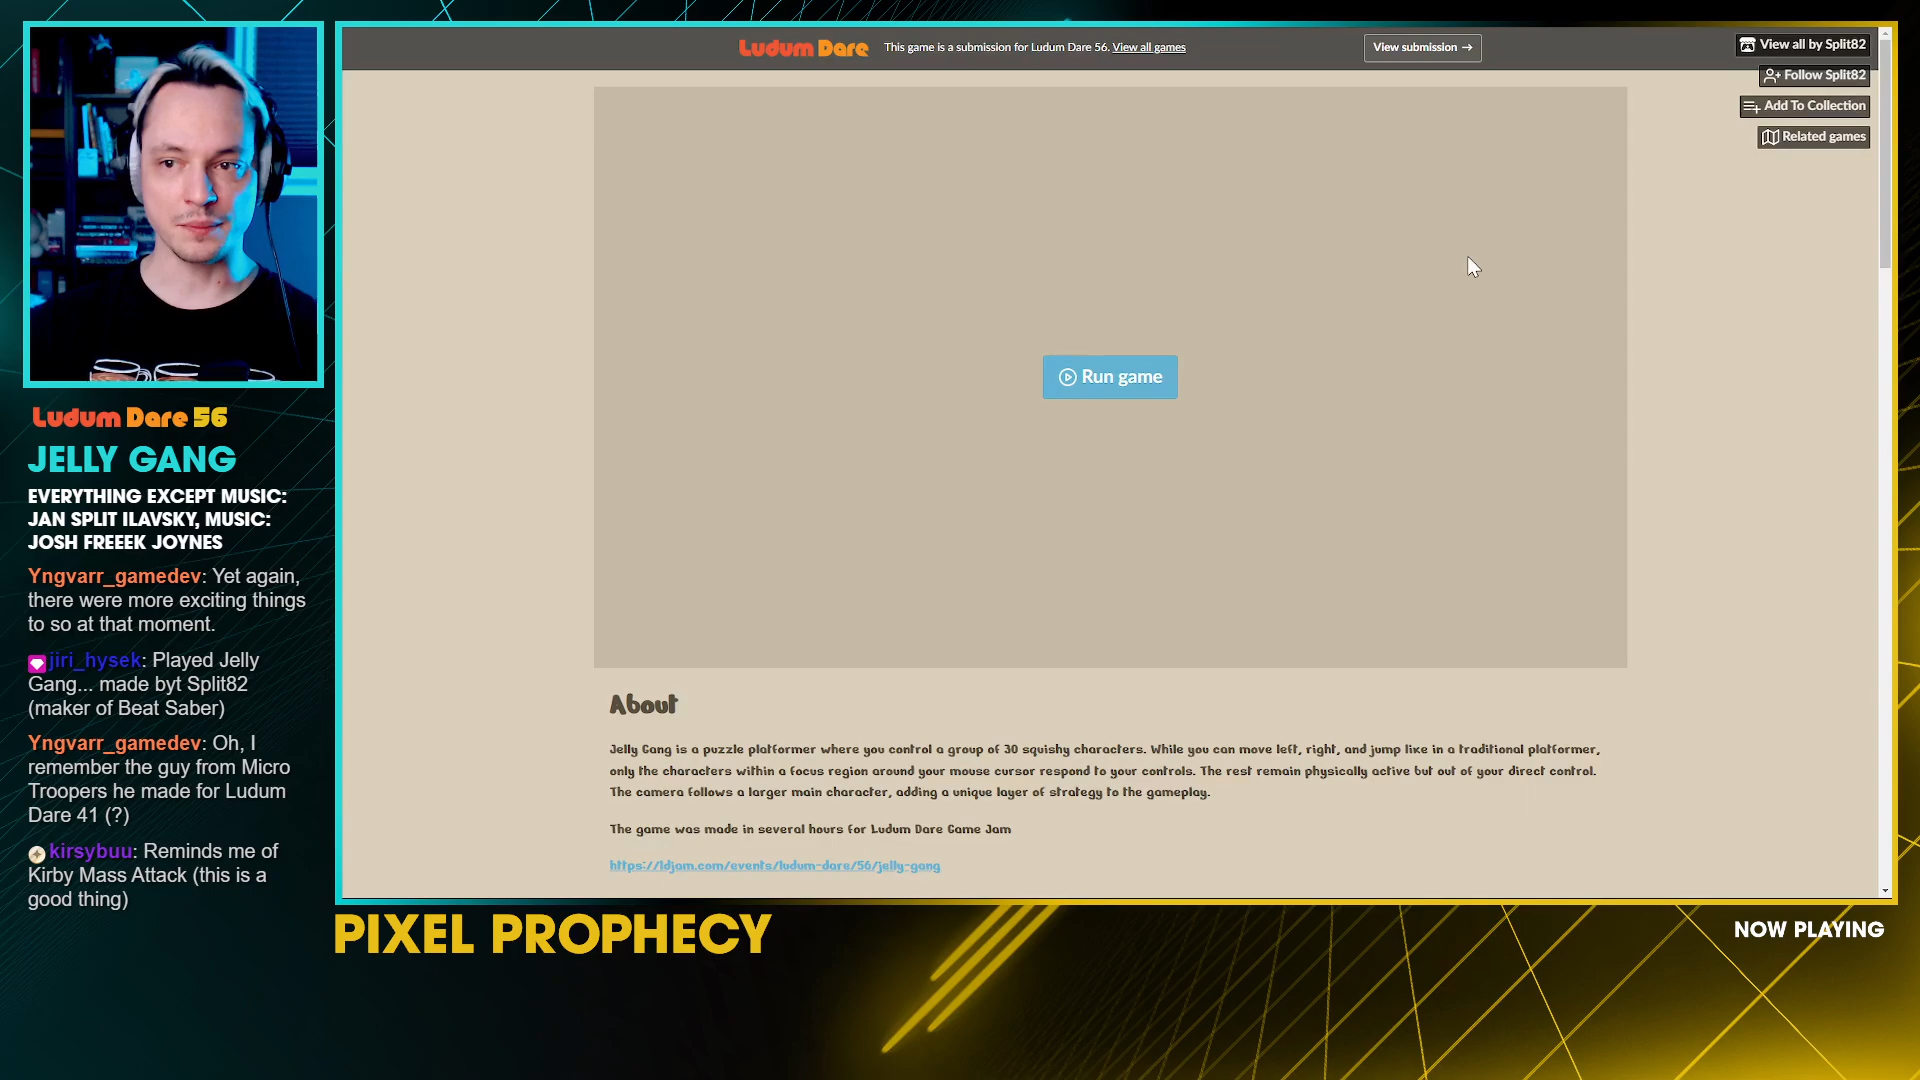 Ludum Dare
This game is a submission for Ludum Dare 56. View all games
View submission →
View all by Split82
Follow Split82
Add To Collection
Related games
Run game
Ludum Dare 56
JELLY GANG
EVERYTHING EXCEPT MUSIC:
JAN SPLIT ILAVSKY, MUSIC:
JOSH FREEEK JOYNES
Yngvarr_gamedev: Yet again,
there were more exciting things
to so at that moment.
jiri_hysek: Played Jelly
Gang... made byt Split82
(maker of Beat Saber)
Yngvarr_gamedev: Oh, I
remember the guy from Micro
Troopers he made for Ludum
Dare 41 (?)
kirsybuu: Reminds me of
Kirby Mass Attack (this is a
good thing)
About
Jelly Gang is a puzzle platformer where you control a group of 30 squishy characters. While you can move left, right, and jump like in a traditional platformer,
only the characters within a focus region around your mouse cursor respond to your controls. The rest remain physically active but out of your direct control.
The camera follows a larger main character, adding a unique layer of strategy to the gameplay.
The game was made in several hours for Ludum Dare Game Jam
https://ldjam.com/events/ludum-dare/56/jelly-gang
PIXEL PROPHECY
NOW PLAYING